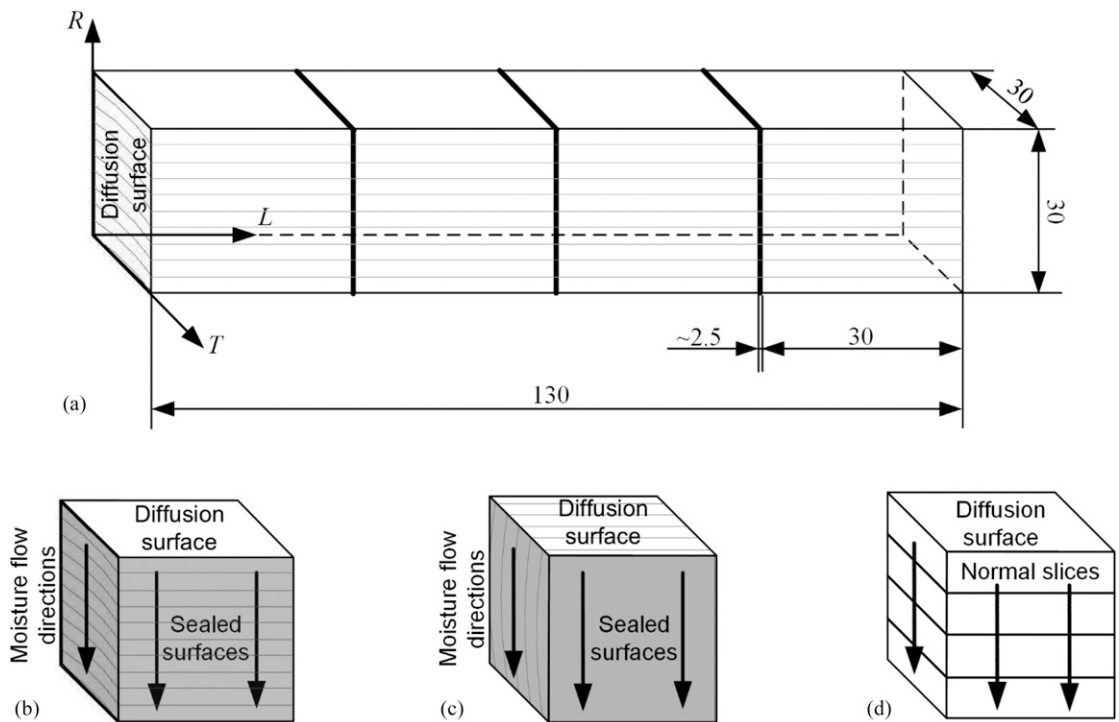 R
30
Diffusion
surface
L
30
T
~2.5
30
(a)
130
Moisture flow
directions
Diffusion
surface
Sealed
surfaces
(b)
Moisture flow
directions
Diffusion
surface
Sealed
surfaces
(c)
Diffusion
surface
Normal slices
(d)